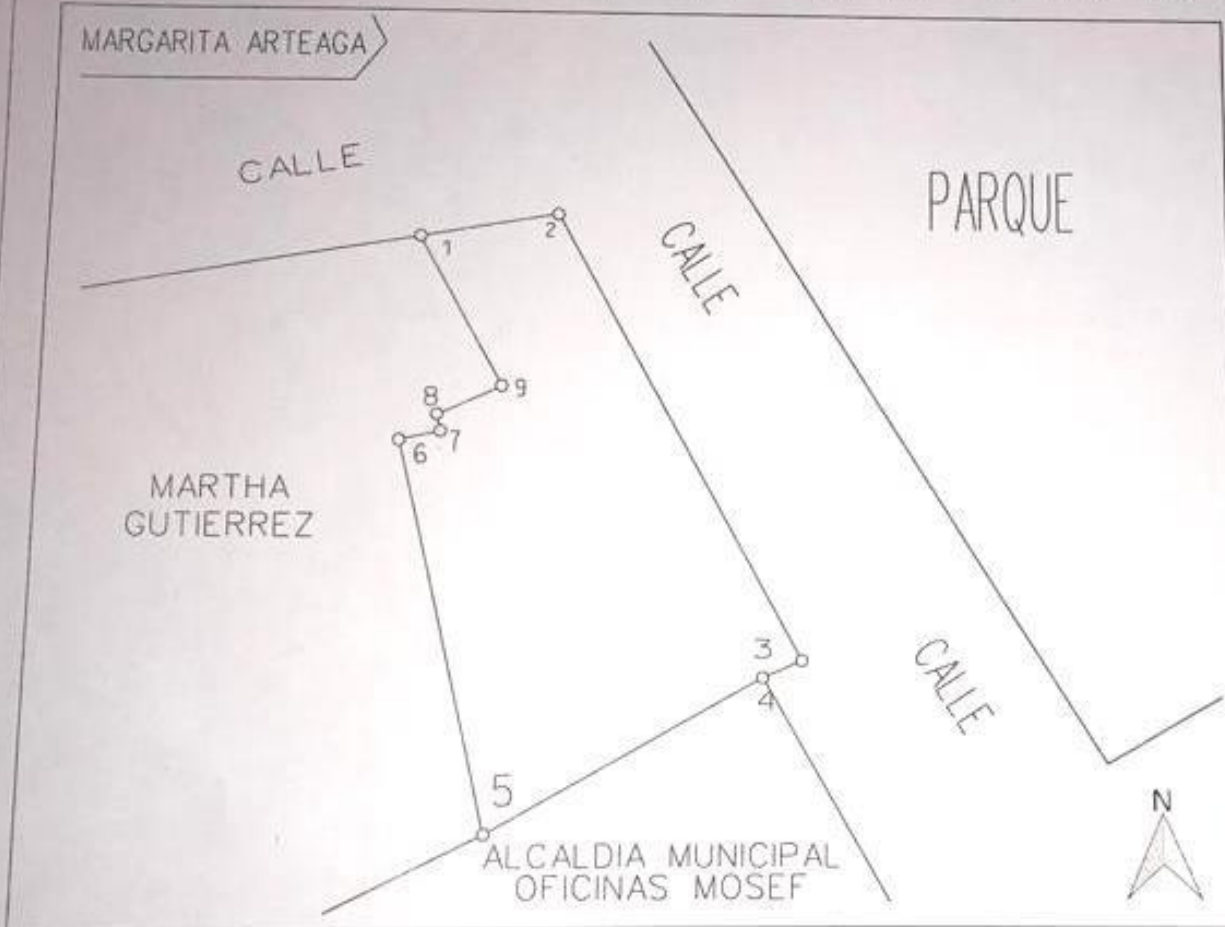 MARGARITA ARTEAGA
CALLE
PARQUE
1
2
CALLE
9
8
7
6
MARTHA
GUTIERREZ
3
4
CALLE
5
N
ALCALDIA MUNICIPAL
OFICINAS MOSEF